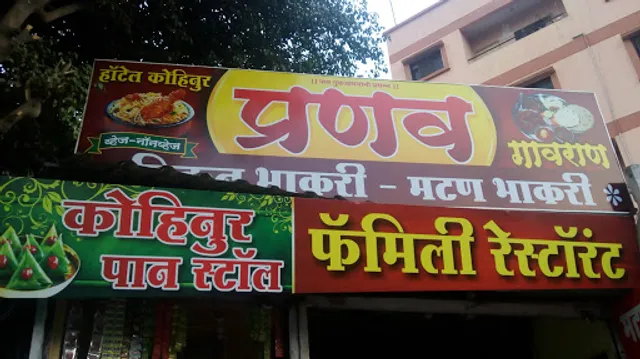 हॉटेल कोहिनुर
प्रणव
व्हेज-नॉनव्हेज
गावराण
भाकरी - मटण भाकरी
कोहिनुर
पान स्टॉल
फॅमिली रेस्टॉरंट